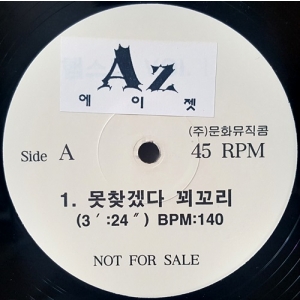 Az
에이젯
(주)문화뮤직콤
Side A
45 RPM
1. 못찾겠다 꾀꼬리
(3′:24″) BPM:140
NOT FOR SALE